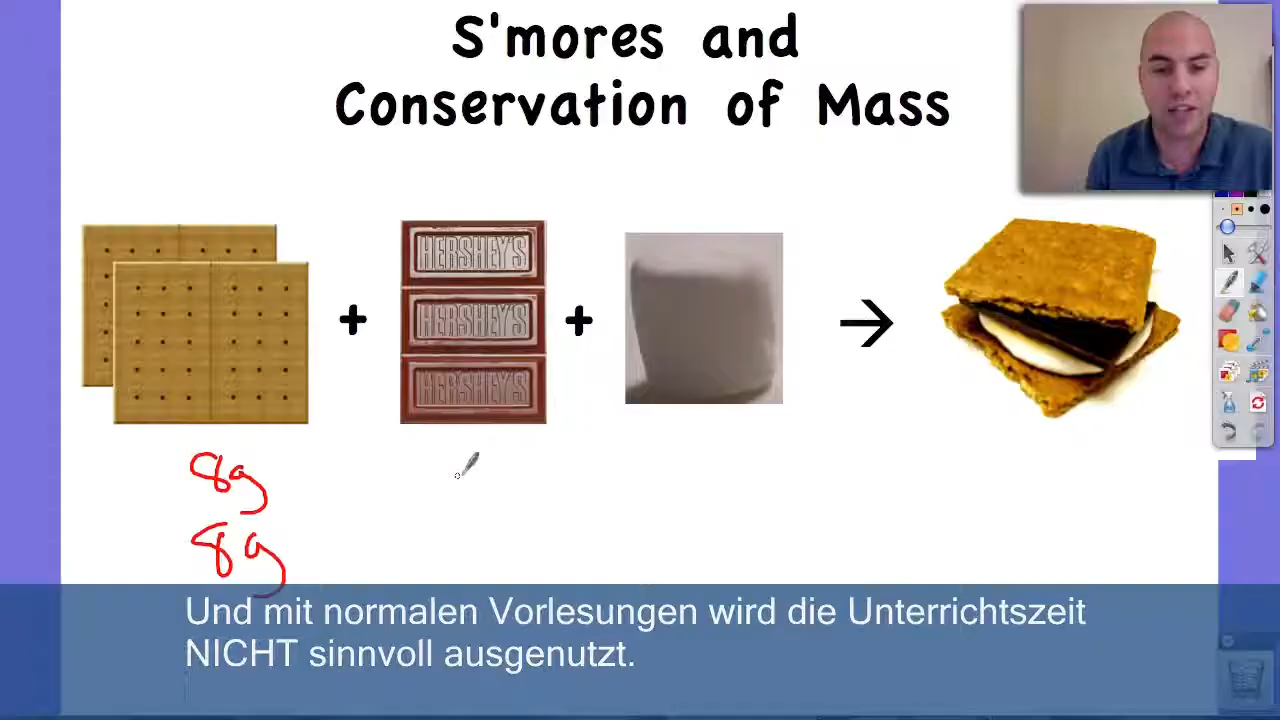 S'mores and
Conservation of Mass
HERSHEY'S
HERSHEY'S
HERSHEY'S
+
+
→
8g
8g
Und mit normalen Vorlesungen wird die Unterrichtszeit
NICHT sinnvoll ausgenutzt.